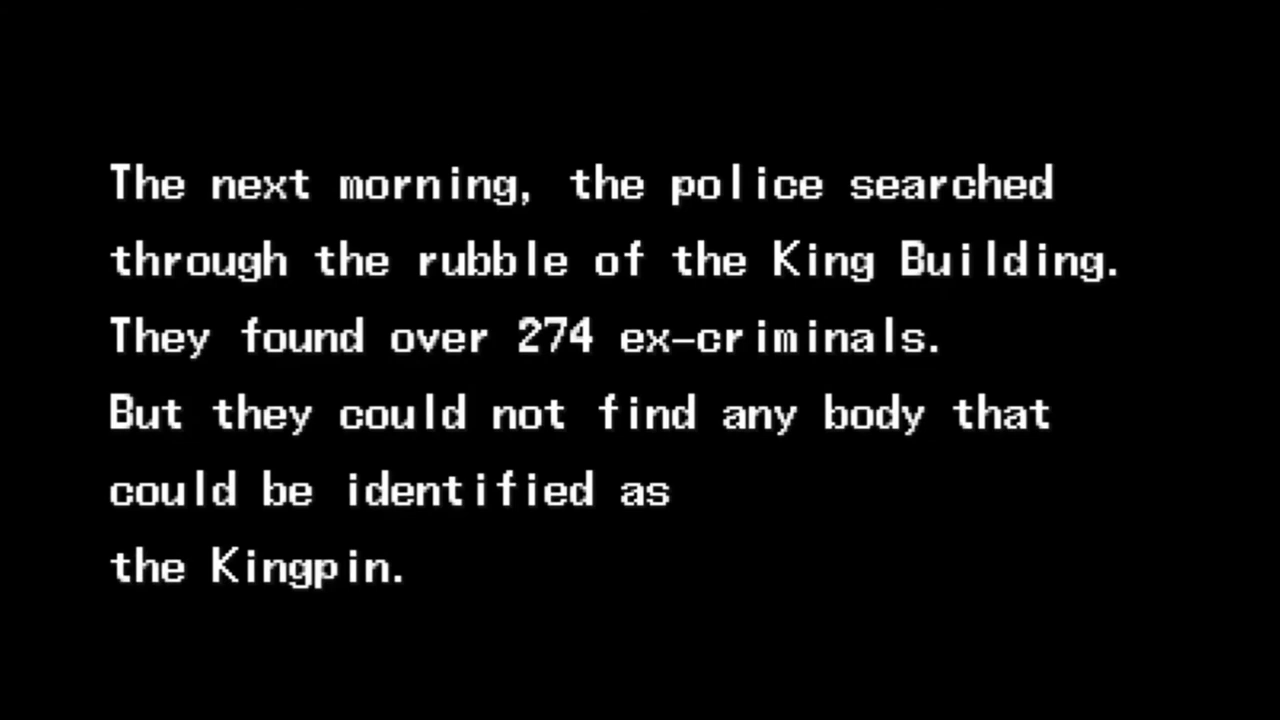 The next morning, the police searched
through the rubble of the King Building.
They found over 274 ex-criminals.
But they could not find any body that
could be identified as
the Kingpin.